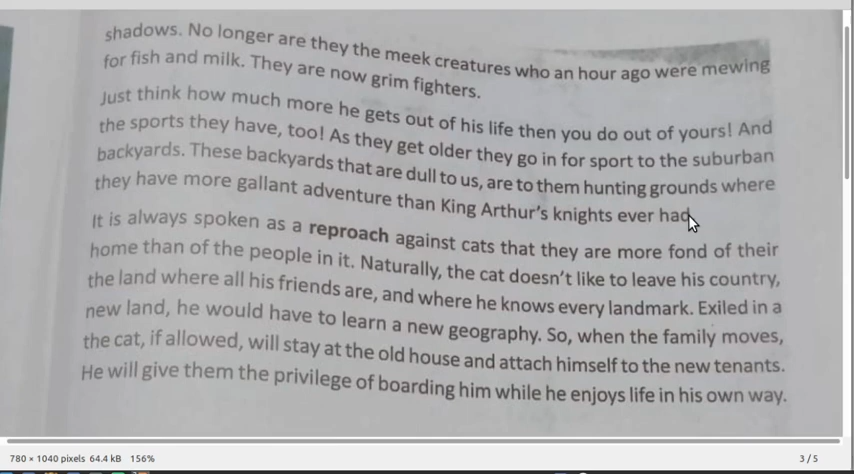 shadows. No longer are they the meek creatures who an hour ago were mewing
for fish and milk. They are now grim fighters.
Just think how much more he gets out of his life then you do out of yours! And
the sports they have, too! As they get older they go in for sport to the suburban
backyards. These backyards that are dull to us, are to them hunting grounds where
they have more gallant adventure than King Arthur's knights ever had.
It is always spoken as a reproach against cats that they are more fond of their
home than of the people in it. Naturally, the cat doesn't like to leave his country,
the land where all his friends are, and where he knows every landmark. Exiled in a
new land, he would have to learn a new geography. So, when the family moves,
the cat, if allowed, will stay at the old house and attach himself to the new tenants.
He will give them the privilege of boarding him while he enjoys life in his own way.
780 × 1040 pixels 64.4 kB 156%
3 / 5